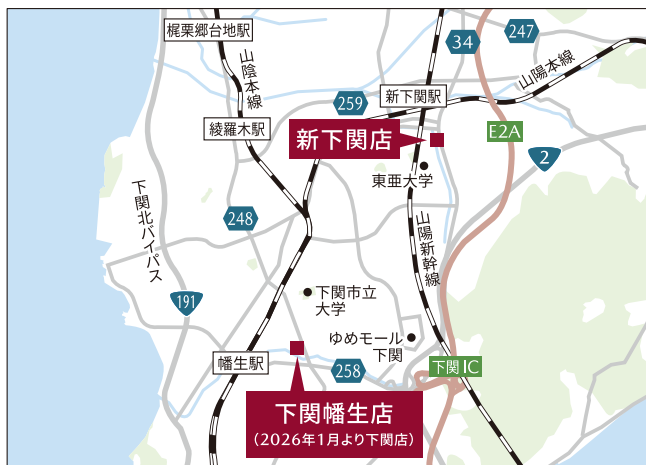 梶栗郷台地駅
34
247
山陰本線
山陽本線
259
新下関駅
綾羅木駅
新下関店
E2A
2
東亜大学
下関北バイパス
248
山陽新幹線
191
下関市立
大学
ゆめモール
下関
幡生駅
258
下関IC
下関幡生店
(2026年1月より下関店)